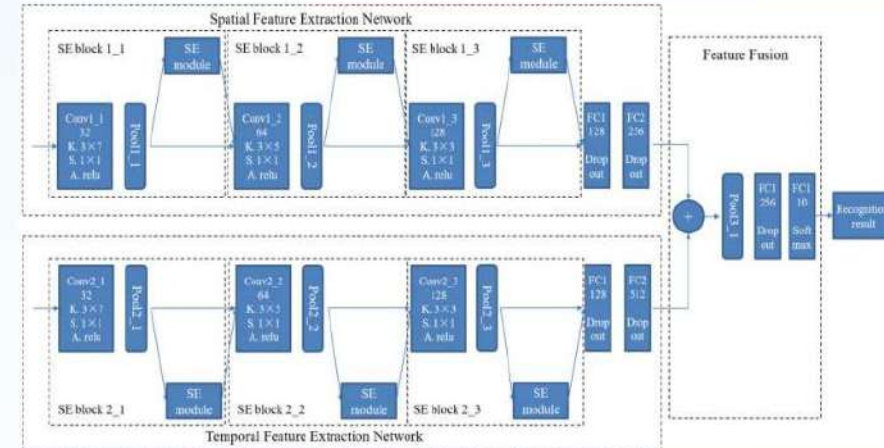 Spatial Feature Extraction Network
SE block 1_1
SE
module
SE block 1_2
SE
module
SE block 1_3
SE
module
Conv1_1
32
K. 3×7
S. 1×1
A. relu
Pool1_1
Conv1_2
64
K. 3×5
S. 1×1
A. relu
Pool1_2
Conv1_3
128
K. 3×3
S. 1×1
A. relu
Pool1_3
FC1
128
Drop
out
FC2
256
Drop
out
Feature Fusion
+
Pool3_1
FC1
256
Drop
out
FC1
10
Soft
max
Recognition
result
Conv2_1
32
K. 3×7
S. 1×1
A. relu
Pool2_1
Conv2_2
64
K. 3×5
S. 1×1
A. relu
Pool2_2
Conv2_3
128
K. 3×3
S. 1×1
A. relu
Pool2_3
FC1
128
Drop
out
FC2
512
Drop
out
SE block 2_1
SE
module
SE block 2_2
SE
module
SE block 2_3
SE
module
Temporal Feature Extraction Network